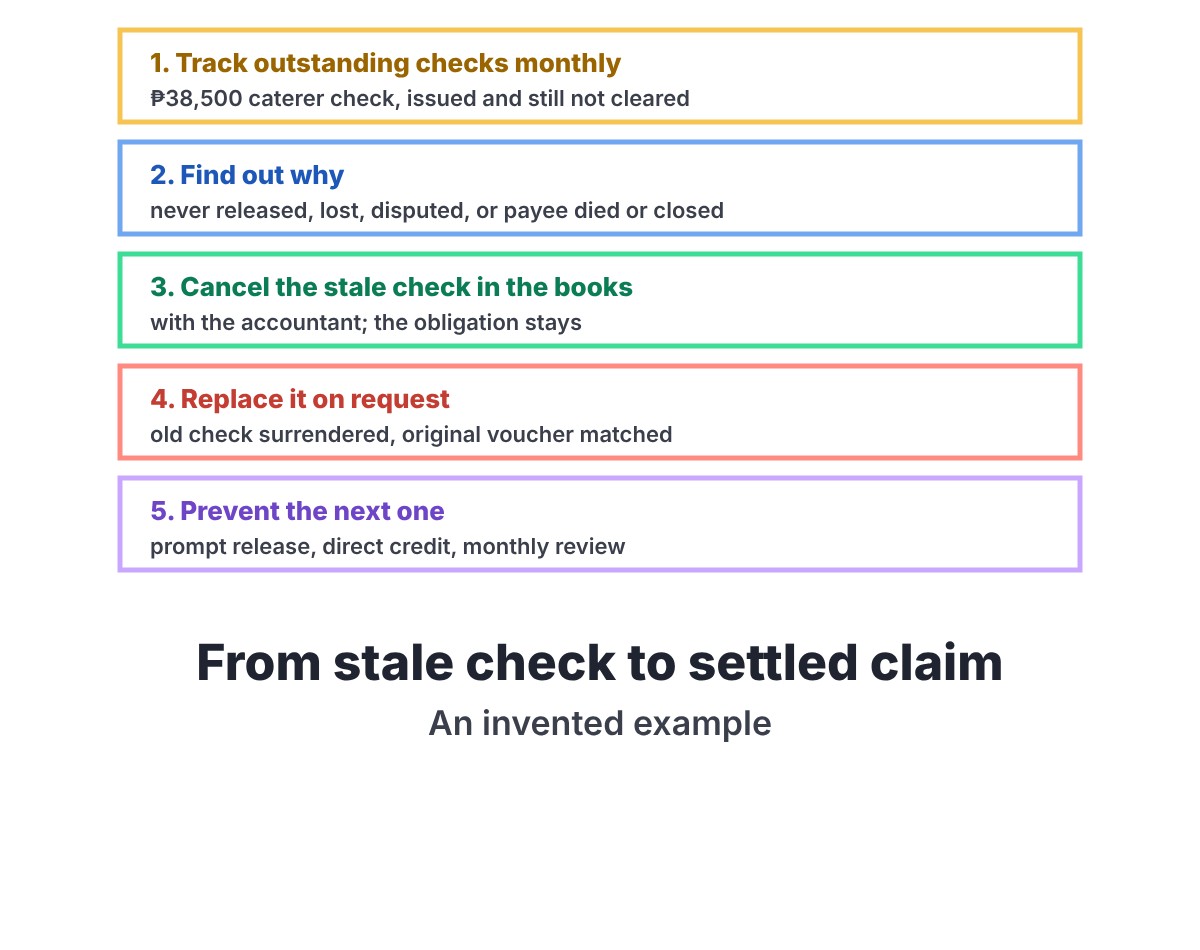 1. Track outstanding checks monthly
₱38,500 caterer check, issued and still not cleared
2. Find out why
never released, lost, disputed, or payee died or closed
3. Cancel the stale check in the books
with the accountant; the obligation stays
4. Replace it on request
old check surrendered, original voucher matched
5. Prevent the next one
prompt release, direct credit, monthly review
From stale check to settled claim
An invented example